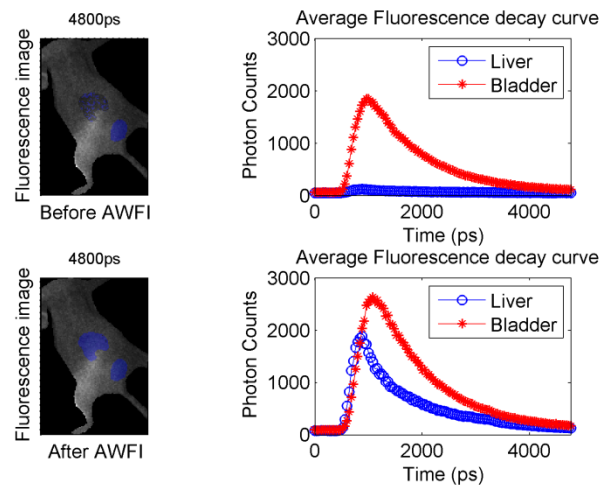 4800ps
Fluorescence image
Before AWFI
Average Fluorescence decay curve
Photon Counts
3000
2000
1000
0
Liver
Bladder
0
2000
4000
Time (ps)
4800ps
Fluorescence image
After AWFI
Average Fluorescence decay curve
Photon Counts
3000
2000
1000
0
Liver
Bladder
0
2000
4000
Time (ps)